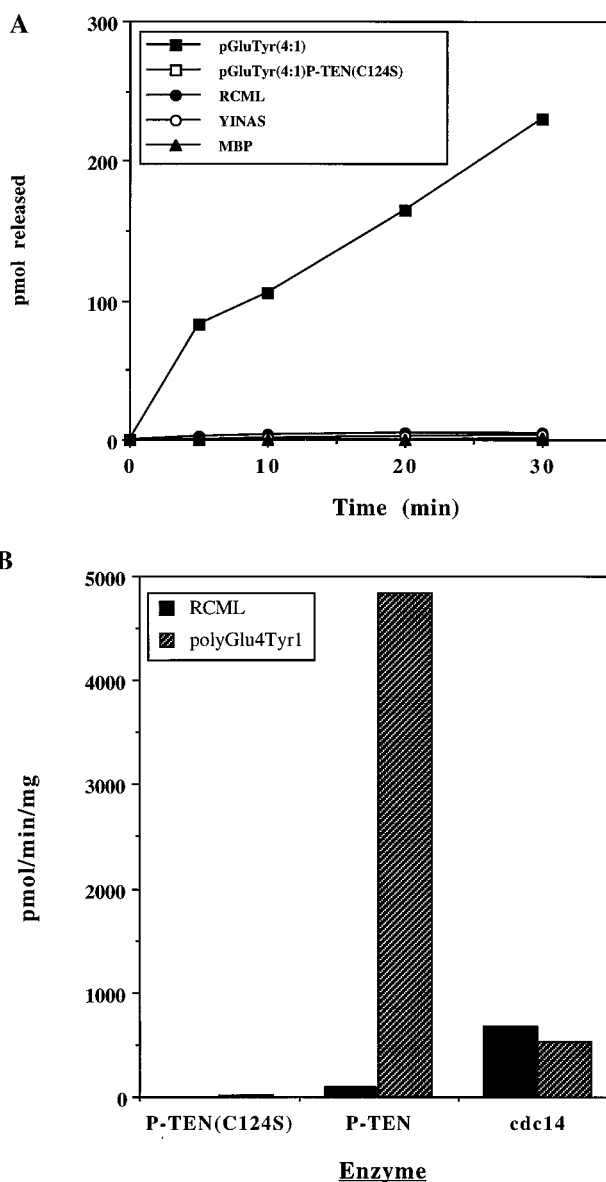 A
300
200
100
0
pmol released
pGluTyr(4:1)
pGluTyr(4:1)P-TEN(C124S)
RCML
YINAS
MBP
0 10 20 30
Time (min)
B
5000
4000
3000
2000
1000
0
pmol/min/mg
RCML
polyGlu4Tyr1
P-TEN(C124S) P-TEN cdc14
Enzyme